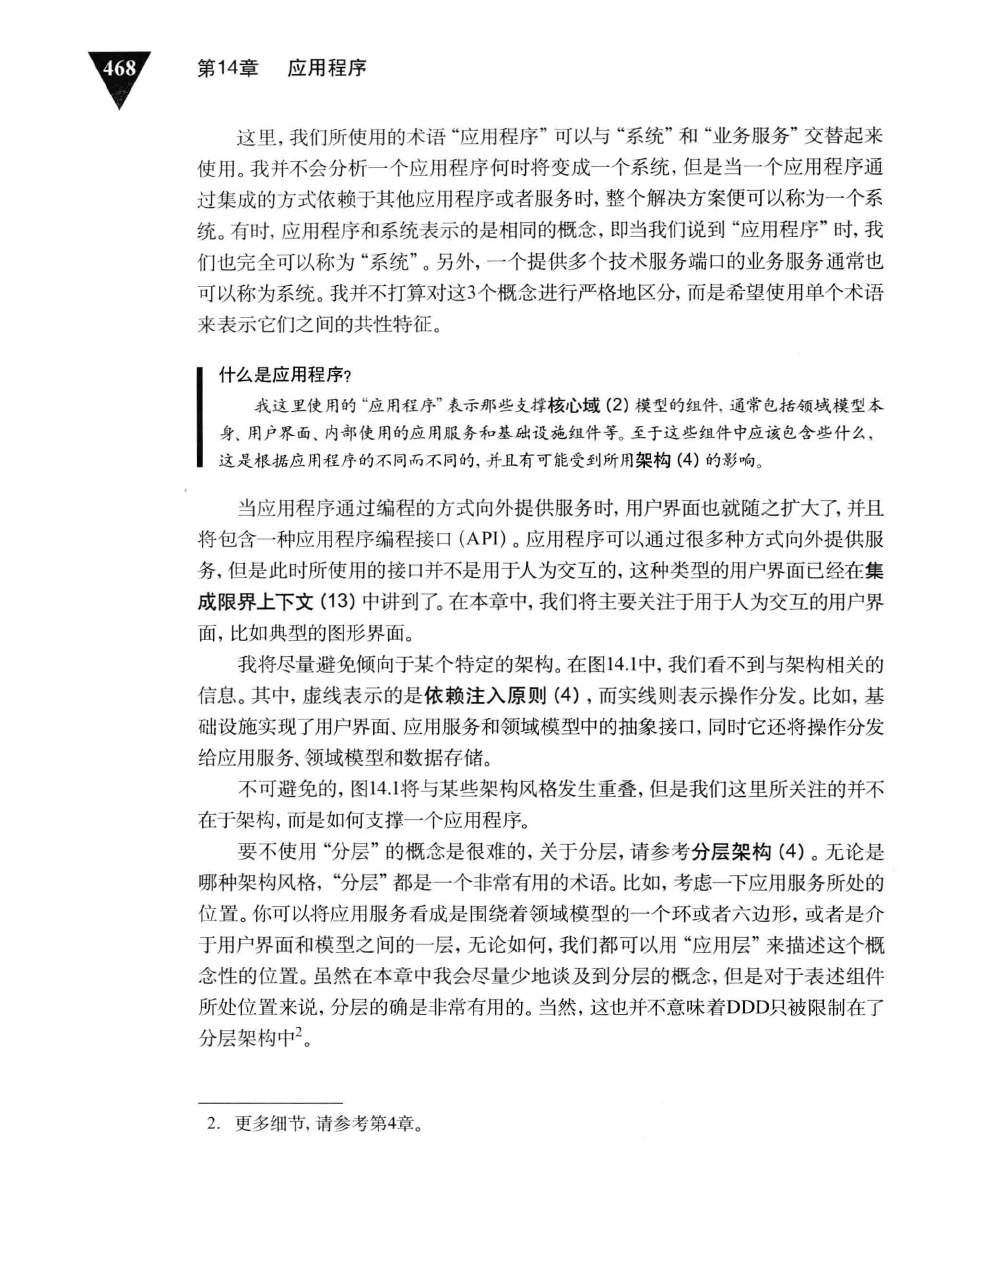 468
第14章 应用程序
这里,我们所使用的术语“应用程序”可以与“系统”和“业务服务”交替起来
使用。我并不会分析一个应用程序何时将变成一个系统,但是当一个应用程序通
过集成的方式依赖于其他应用程序或者服务时,整个解决方案便可以称为一个系
统。有时,应用程序和系统表示的是相同的概念,即当我们说到“应用程序”时,我
们也完全可以称为“系统”。另外,一个提供多个技术服务端口的业务服务通常也
可以称为系统。我并不打算对这3个概念进行严格地区分,而是希望使用单个术语
来表示它们之间的共性特征。
什么是应用程序?
我这里使用的“应用程序”表示那些支撑核心域(2)模型的组件,通常包括领域模型本
身、用户界面、内部使用的应用服务和基础设施组件等。至于这些组件中应该包含些什么,
这是根据应用程序的不同而不同的,并且有可能受到所用架构(4)的影响。
当应用程序通过编程的方式向外提供服务时,用户界面也就随之扩大了,并且
将包含一种应用程序编程接口(API)。应用程序可以通过很多种方式向外提供服
务,但是此时所使用的接口并不是用于人为交互的,这种类型的用户界面已经在集
成限界上下文(13)中讲到了。在本章中,我们将主要关注于用于人为交互的用户界
面,比如典型的图形界面。
我将尽量避免倾向于某个特定的架构。在图14.1中,我们看不到与架构相关的
信息。其中,虚线表示的是依赖注入原则(4),而实线则表示操作分发。比如,基
础设施实现了用户界面、应用服务和领域模型中的抽象接口,同时它还将操作分发
给应用服务、领域模型和数据存储。
不可避免的,图14.1将与某些架构风格发生重叠,但是我们这里所关注的并不
在于架构,而是如何支撑一个应用程序。
要不使用“分层”的概念是很难的,关于分层,请参考分层架构(4)。无论是
哪种架构风格,“分层”都是一个非常有用的术语。比如,考虑一下应用服务所处的
位置。你可以将应用服务看成是围绕着领域模型的一个环或者六边形,或者是介
于用户界面和模型之间的一层,无论如何,我们都可以用“应用层”来描述这个概
念性的位置。虽然在本章中我会尽量少地谈及到分层的概念,但是对于表述组件
所处位置来说,分层的确是非常有用的。当然,这也并不意味着DDD只被限制在了
分层架构中2。
2. 更多细节,请参考第4章。